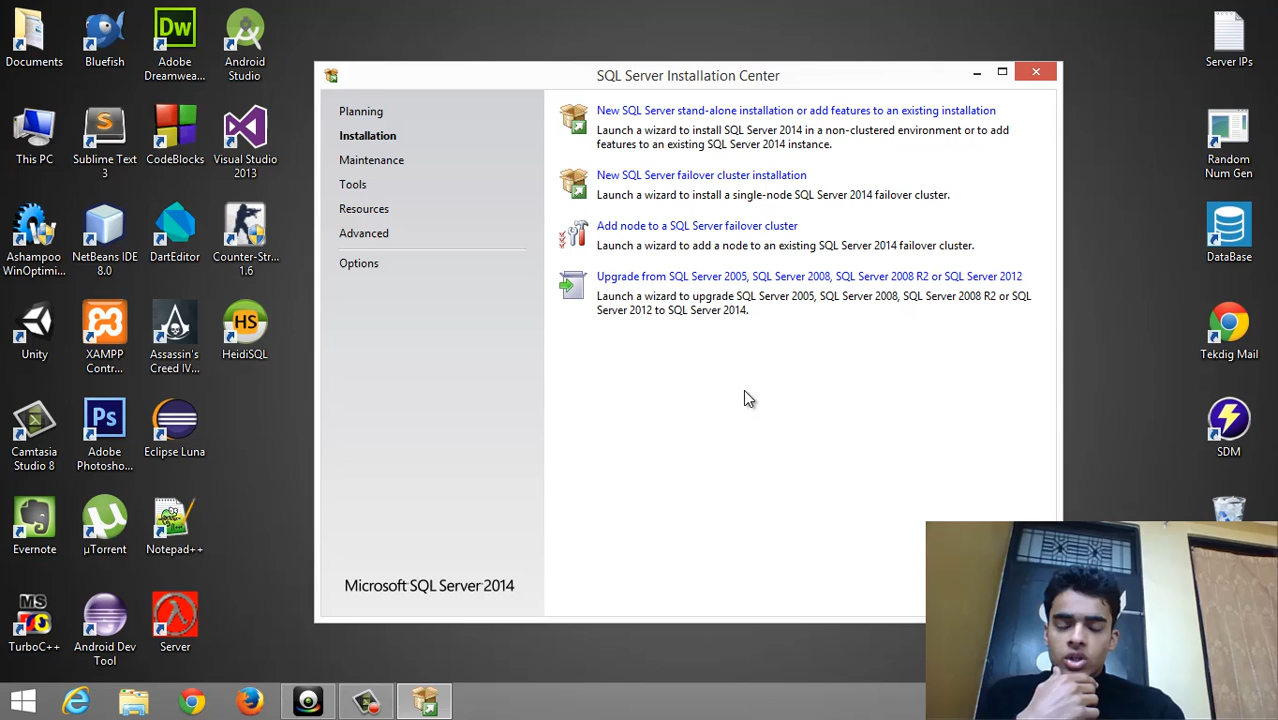 Documents
Bluefish
Dw
Adobe
Dreamwea...
Android
Studio
This PC
S
Sublime Text
3
CodeBlocks
Visual Studio
2013
Ashampoo
WinOptimi...
NetBeans IDE
8.0
DartEditor
Counter-Str...
1.6
Unity
XAMPP
Contr...
Assassin's
Creed IV...
HS
HeidiSQL
Camtasia
Studio 8
Ps
Adobe
Photosho...
Eclipse Luna
Evernote
µTorrent
Notepad++
MS
TurboC++
Android Dev
Tool
Server
SQL Server Installation Center
Planning
Installation
Maintenance
Tools
Resources
Advanced
Options
Microsoft SQL Server 2014
New SQL Server stand-alone installation or add features to an existing installation
Launch a wizard to install SQL Server 2014 in a non-clustered environment or to add
features to an existing SQL Server 2014 instance.
New SQL Server failover cluster installation
Launch a wizard to install a single-node SQL Server 2014 failover cluster.
Add node to a SQL Server failover cluster
Launch a wizard to add a node to an existing SQL Server 2014 failover cluster.
Upgrade from SQL Server 2005, SQL Server 2008, SQL Server 2008 R2 or SQL Server 2012
Launch a wizard to upgrade SQL Server 2005, SQL Server 2008, SQL Server 2008 R2 or SQL
Server 2012 to SQL Server 2014.
Server IPs
Random
Num Gen
DataBase
Tekdig Mail
SDM